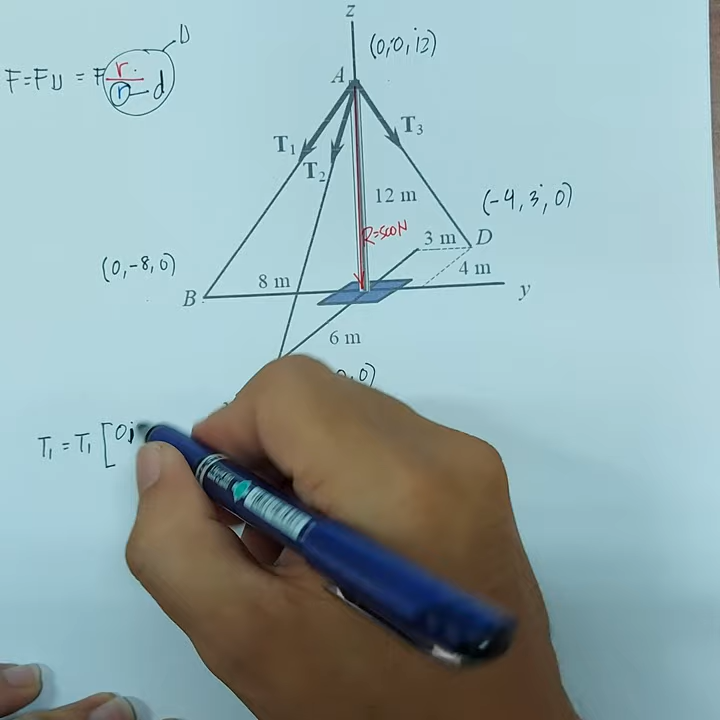 z
(0,0,12)
U
F=FU = F r/r d
A
T₃
T₁
T₂
12 m
(-4,3,0)
R=500N
3 m
D
(0,-8,0)
4 m
8 m
B
y
6 m
,0)
T₁ = T₁ [ 0i